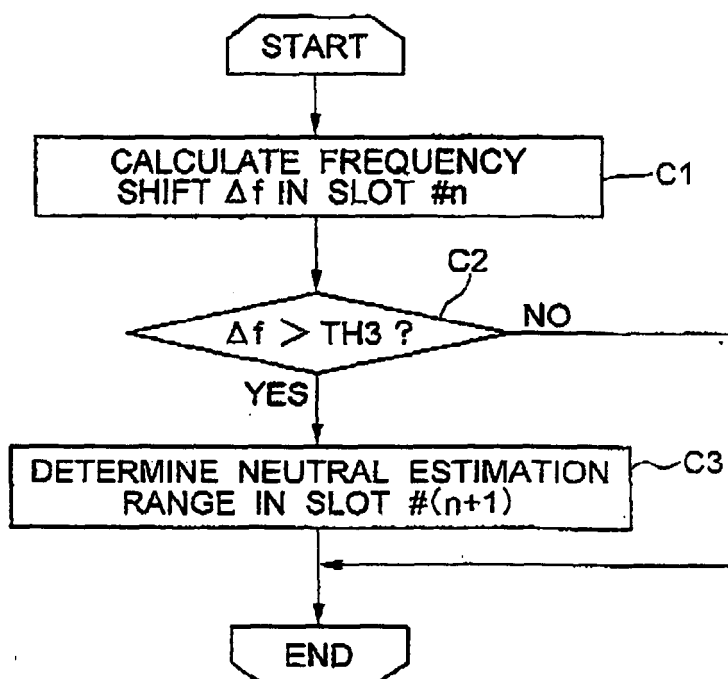 START
CALCULATE FREQUENCY
SHIFT Δf IN SLOT #n
C1
C2
Δf > TH3 ?
NO
YES
DETERMINE NEUTRAL ESTIMATION
RANGE IN SLOT #(n+1)
C3
END